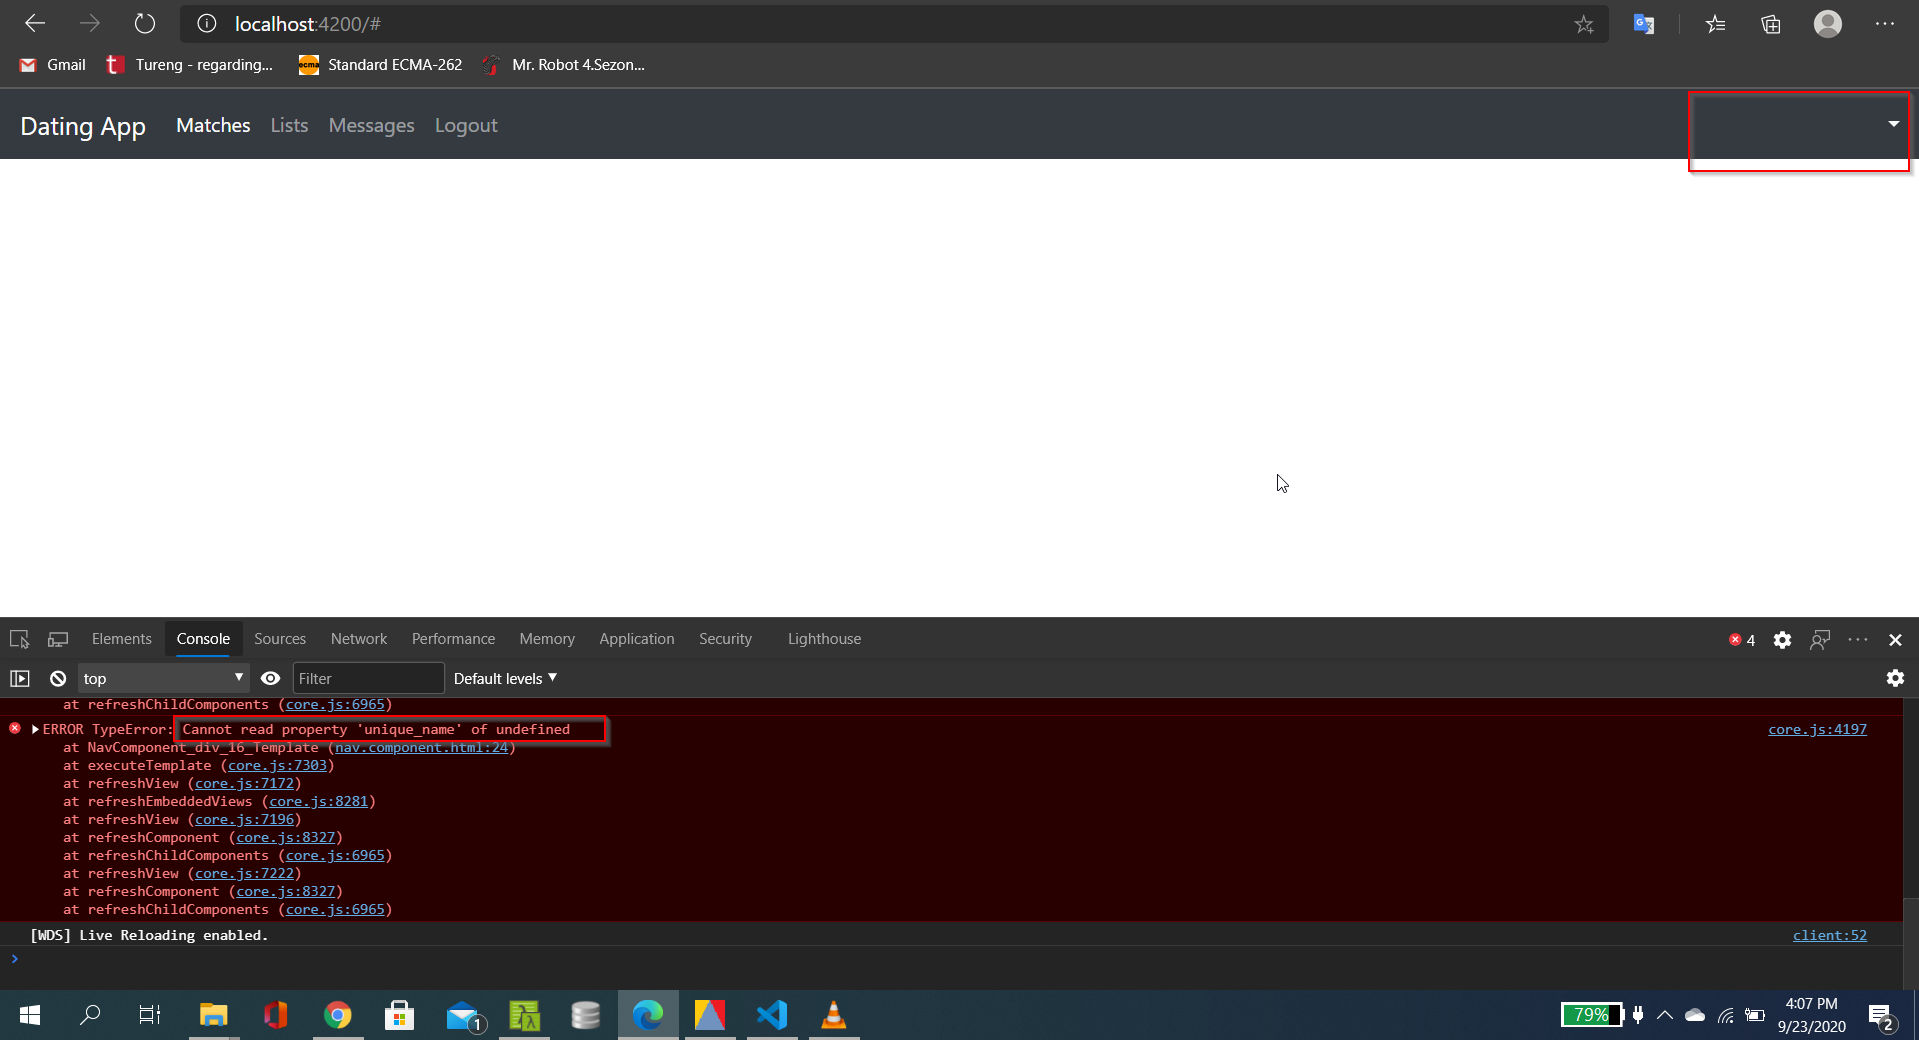 localhost:4200/#
Gmail
Tureng - regarding...
ecma
Standard ECMA-262
Mr. Robot 4.Sezon...
Dating App
Matches
Lists
Messages
Logout
Elements
Console
Sources
Network
Performance
Memory
Application
Security
Lighthouse
4
top
Filter
Default levels
at refreshChildComponents (core.js:6965)
ERROR TypeError: Cannot read property 'unique_name' of undefined
core.js:4197
at NavComponent_div_16_Template (nav.component.html:24)
at executeTemplate (core.js:7303)
at refreshView (core.js:7172)
at refreshEmbeddedViews (core.js:8281)
at refreshView (core.js:7196)
at refreshComponent (core.js:8327)
at refreshChildComponents (core.js:6965)
at refreshView (core.js:7222)
at refreshComponent (core.js:8327)
at refreshChildComponents (core.js:6965)
[WDS] Live Reloading enabled.
client:52
1
79%
4:07 PM
9/23/2020
2